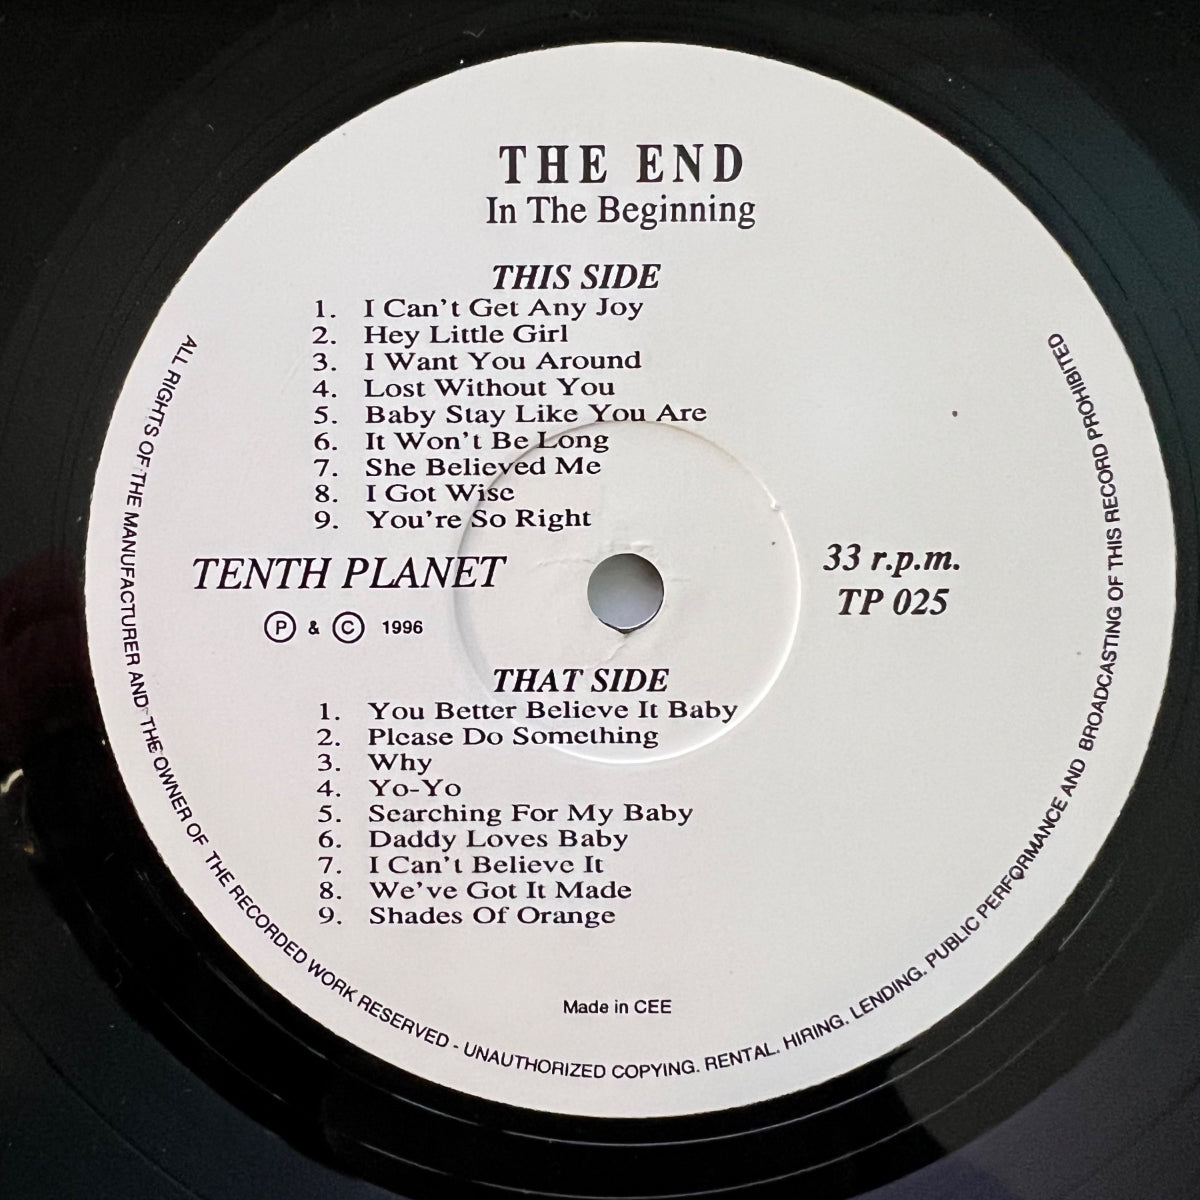 THE END
In The Beginning
THIS SIDE
1. I Can't Get Any Joy
2. Hey Little Girl
3. I Want You Around
4. Lost Without You
5. Baby Stay Like You Are
6. It Won't Be Long
7. She Believed Me
8. I Got Wise
9. You're So Right
TENTH PLANET
Ⓟ & Ⓒ 1996
33 r.p.m.
TP 025
THAT SIDE
1. You Better Believe It Baby
2. Please Do Something
3. Why
4. Yo-Yo
5. Searching For My Baby
6. Daddy Loves Baby
7. I Can't Believe It
8. We've Got It Made
9. Shades Of Orange
Made in CEE
ALL RIGHTS OF THE MANUFACTURER AND THE OWNER OF THE RECORDED WORK RESERVED - UNAUTHORIZED COPYING. RENTAL. HIRING. LENDING. PUBLIC PERFORMANCE AND BROADCASTING OF THIS RECORD PROHIBITED